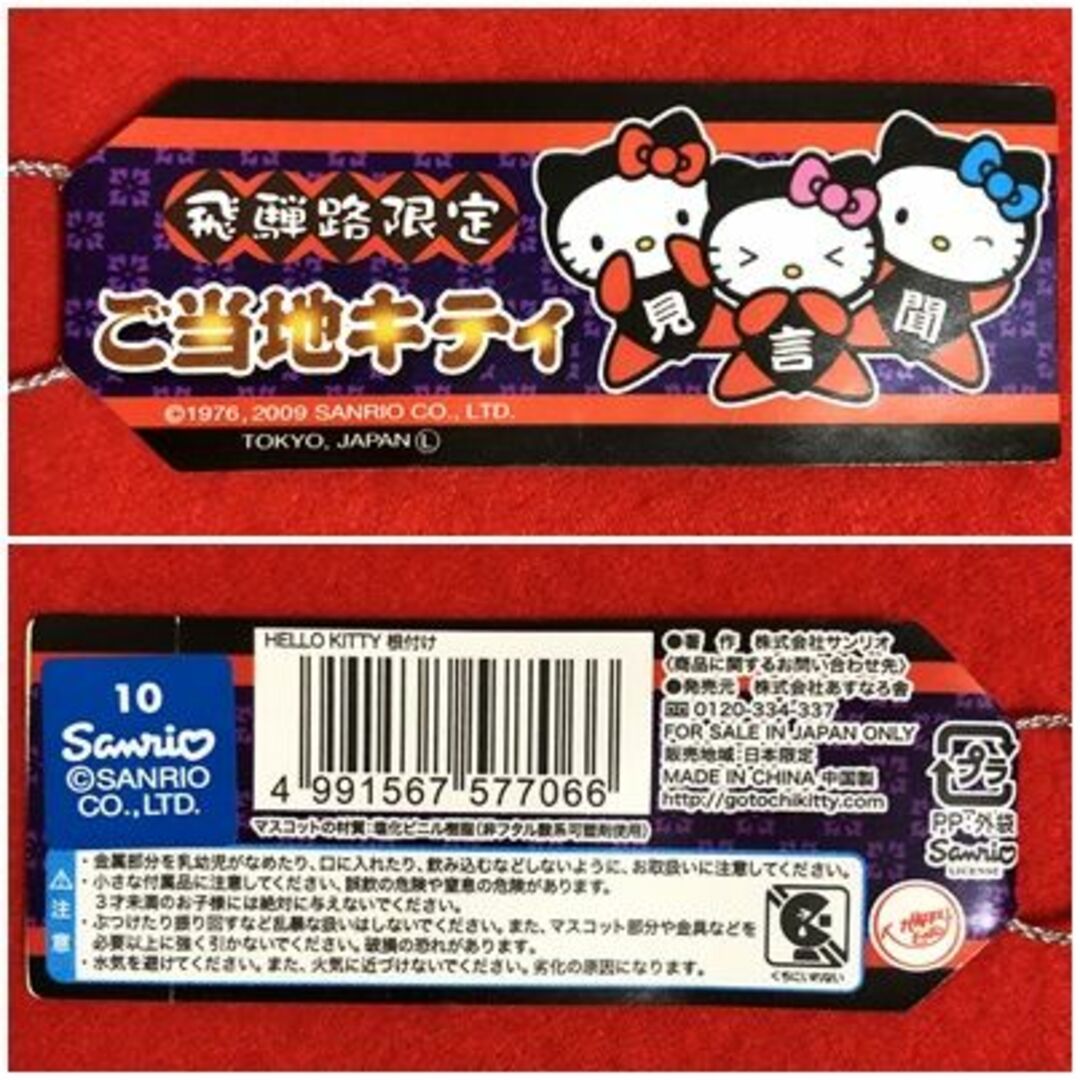 飛騨路限定
ご当地キティ
見
言
聞
©1976, 2009 SANRIO CO., LTD.
TOKYO, JAPAN Ⓛ
10
Sanrio
©SANRIO
CO., LTD.
HELLO KITTY 根付け
4 991567 577066
マスコットの材質:塩化ビニル樹脂(非フタル酸系可塑剤使用)
●著 作 株式会社サンリオ
〈商品に関するお問い合わせ先〉
●発売元 株式会社あすなろ舎
0120-334-337
FOR SALE IN JAPAN ONLY
販売地域:日本限定
MADE IN CHINA 中国製
http://gotochikitty.com
プラ
PP:外袋
Sanrio
LICENSE
注意
・金属部分を乳幼児がなめたり、口に入れたり、飲み込むなどしないように、お取扱いに注意してください。
・小さな付属品に注意してください。誤飲の危険や窒息の危険があります。
3才未満のお子様には絶対に与えないでください。
・ぶつけたり振り回すなど乱暴な扱いはしないでください。また、マスコット部分や金具などを
必要以上に強く引かないでください。破損の恐れがあります。
・水気を避けてください。また、火気に近づけないでください。劣化の原因になります。
くちにいれない